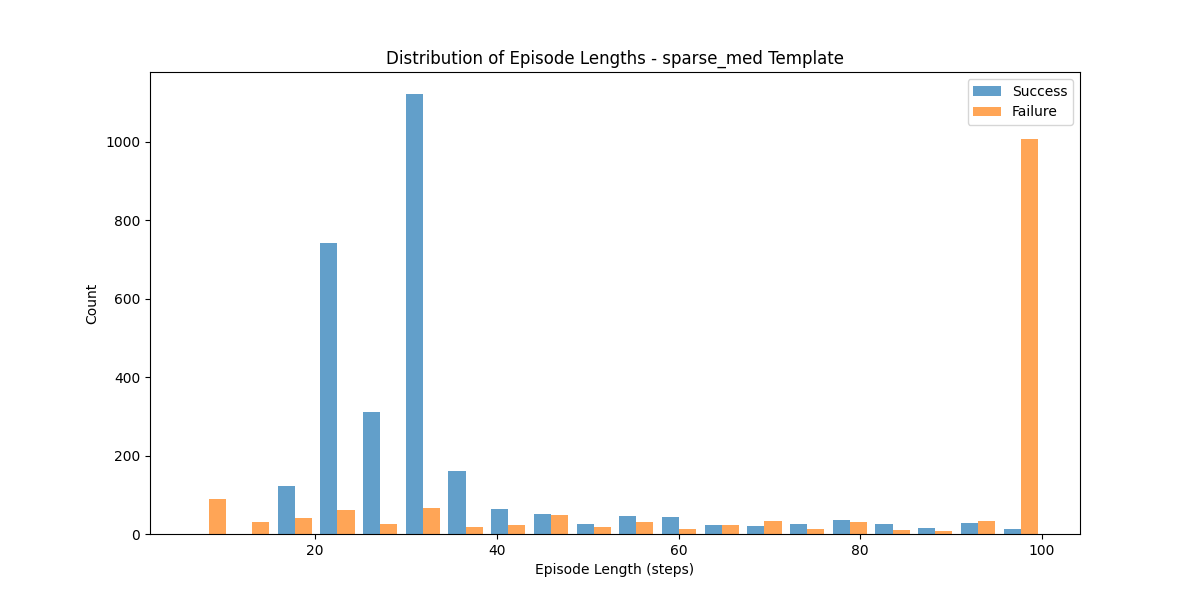 Distribution of Episode Lengths - sparse_med Template
Success
Failure
1000
800
600
400
200
0
Count
20 40 60 80 100
Episode Length (steps)